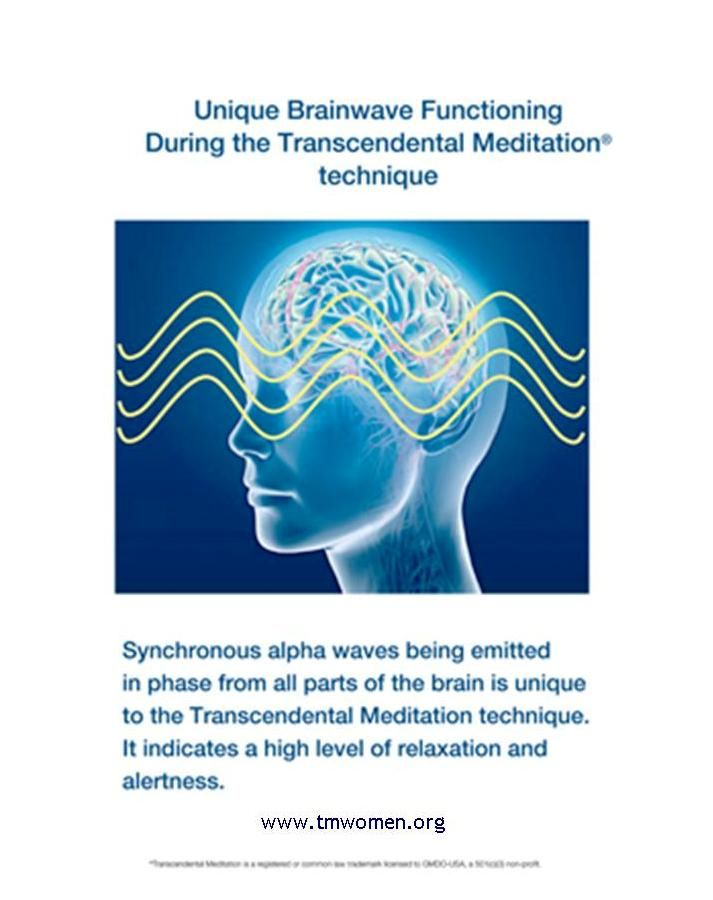 Unique Brainwave Functioning
During the Transcendental Meditation®
technique
Synchronous alpha waves being emitted
in phase from all parts of the brain is unique
to the Transcendental Meditation technique.
It indicates a high level of relaxation and
alertness.
www.tmwomen.org
*Transcendental Meditation is a registered or common law trademark licensed to GMDO-USA, a 501(c)(3) non-profit.